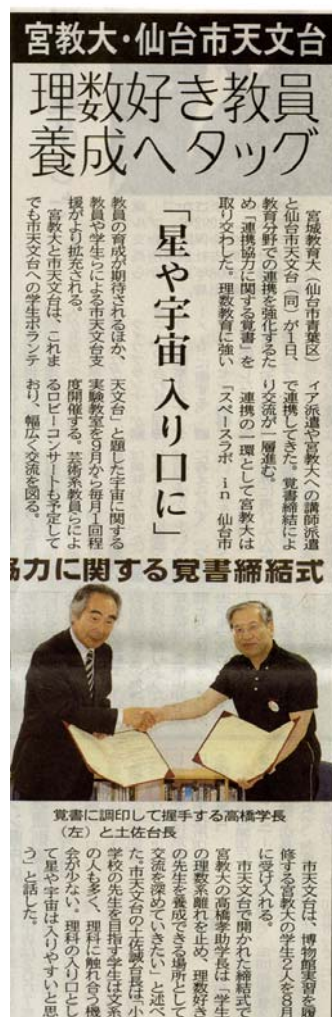 宮教大・仙台市天文台
理数好き教員
養成へタッグ
「星や宇宙 入り口に」
宮城教育大(仙台市青葉区)
と仙台市天文台(同)が1日、
教育分野での連携を強化するた
め「連携協力に関する覚書」を
取り交わした。理数教育に強い
教員の育成が期待されるほか、
教員や学生らによる市天文台支
援がより拡充される。
宮教大と市天文台は、これま
でも市天文台への学生ボランテ
ィア派遣や宮教大への講師派遣
で連携してきた。覚書締結によ
り交流が一層進む。
連携の一環として宮教大は
「スペースラボ in 仙台市
天文台」と題した宇宙に関する
実験教室を9月から毎月1回程
度開催する。芸術系教員らによ
るロビーコンサートも予定して
おり、幅広く交流を図る。
協力に関する覚書締結式
覚書に調印して握手する高橋学長
(左)と土佐台長
市天文台は、博物館実習を履
修する宮教大の学生2人を8月
に受け入れる。
市天文台で開かれた締結式で
宮教大の高橋孝助学長は「学生
の理数系離れを止め、理数好き
の先生を養成できる場所として
交流を深めていきたい」と述べ
た。市天文台の土佐誠台長は「小
学校の先生を目指す学生は文系
の人も多く、理科に触れ合う機
会が少ない。理科の入り口とし
て星や宇宙は入りやすいと思
う」と話した。